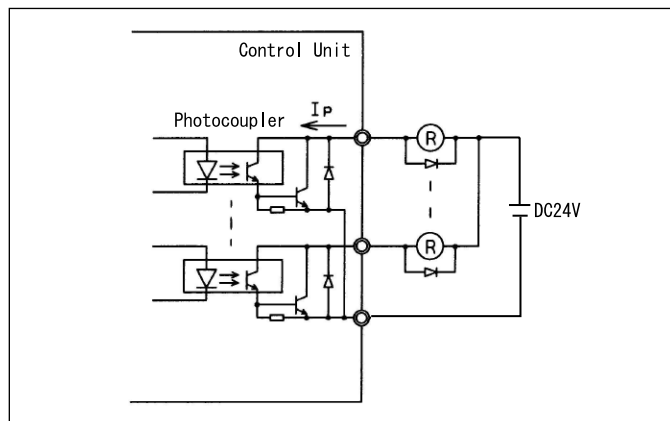 Control Unit
Photocoupler
Ip
R
R
DC24V